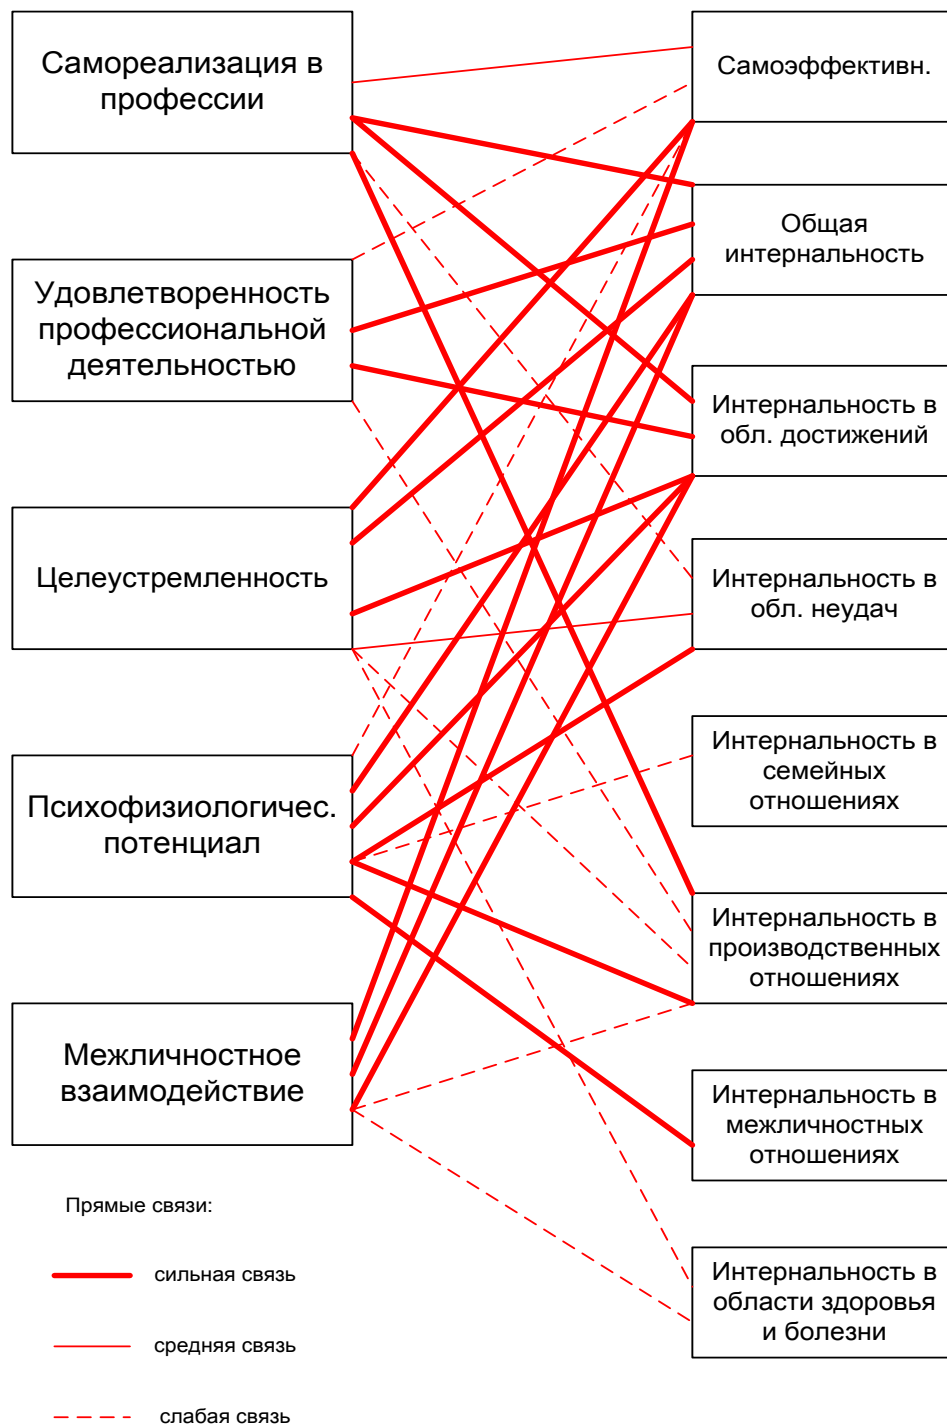 Самореализация в
профессии
Удовлетворенность
профессиональной
деятельностью
Целеустремленность
Психофизиологичес.
потенциал
Межличностное
взаимодействие
Самоэффективн.
Общая
интернальность
Интернальность в
обл. достижений
Интернальность в
обл. неудач
Интернальность в
семейных
отношениях
Интернальность в
производственных
отношениях
Интернальность в
межличностных
отношениях
Интернальность в
области здоровья
и болезни
Прямые связи:
сильная связь
средняя связь
слабая связь